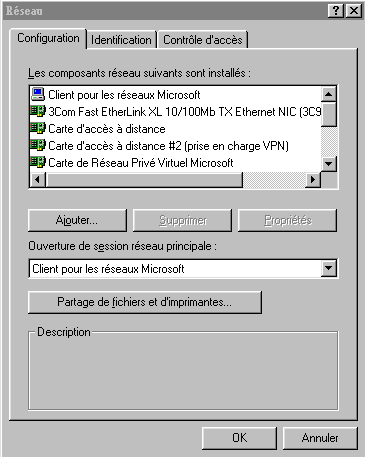 Réseau
Configuration
Identification
Contrôle d'accès
Les composants réseau suivants sont installés :
Client pour les réseaux Microsoft
3Com Fast EtherLink XL 10/100Mb TX Ethernet NIC (3C9
Carte d'accès à distance
Carte d'accès à distance #2 (prise en charge VPN)
Carte de Réseau Privé Virtuel Microsoft
Ajouter...
Supprimer
Propriétés
Ouverture de session réseau principale :
Client pour les réseaux Microsoft
Partage de fichiers et d'imprimantes...
Description
OK
Annuler